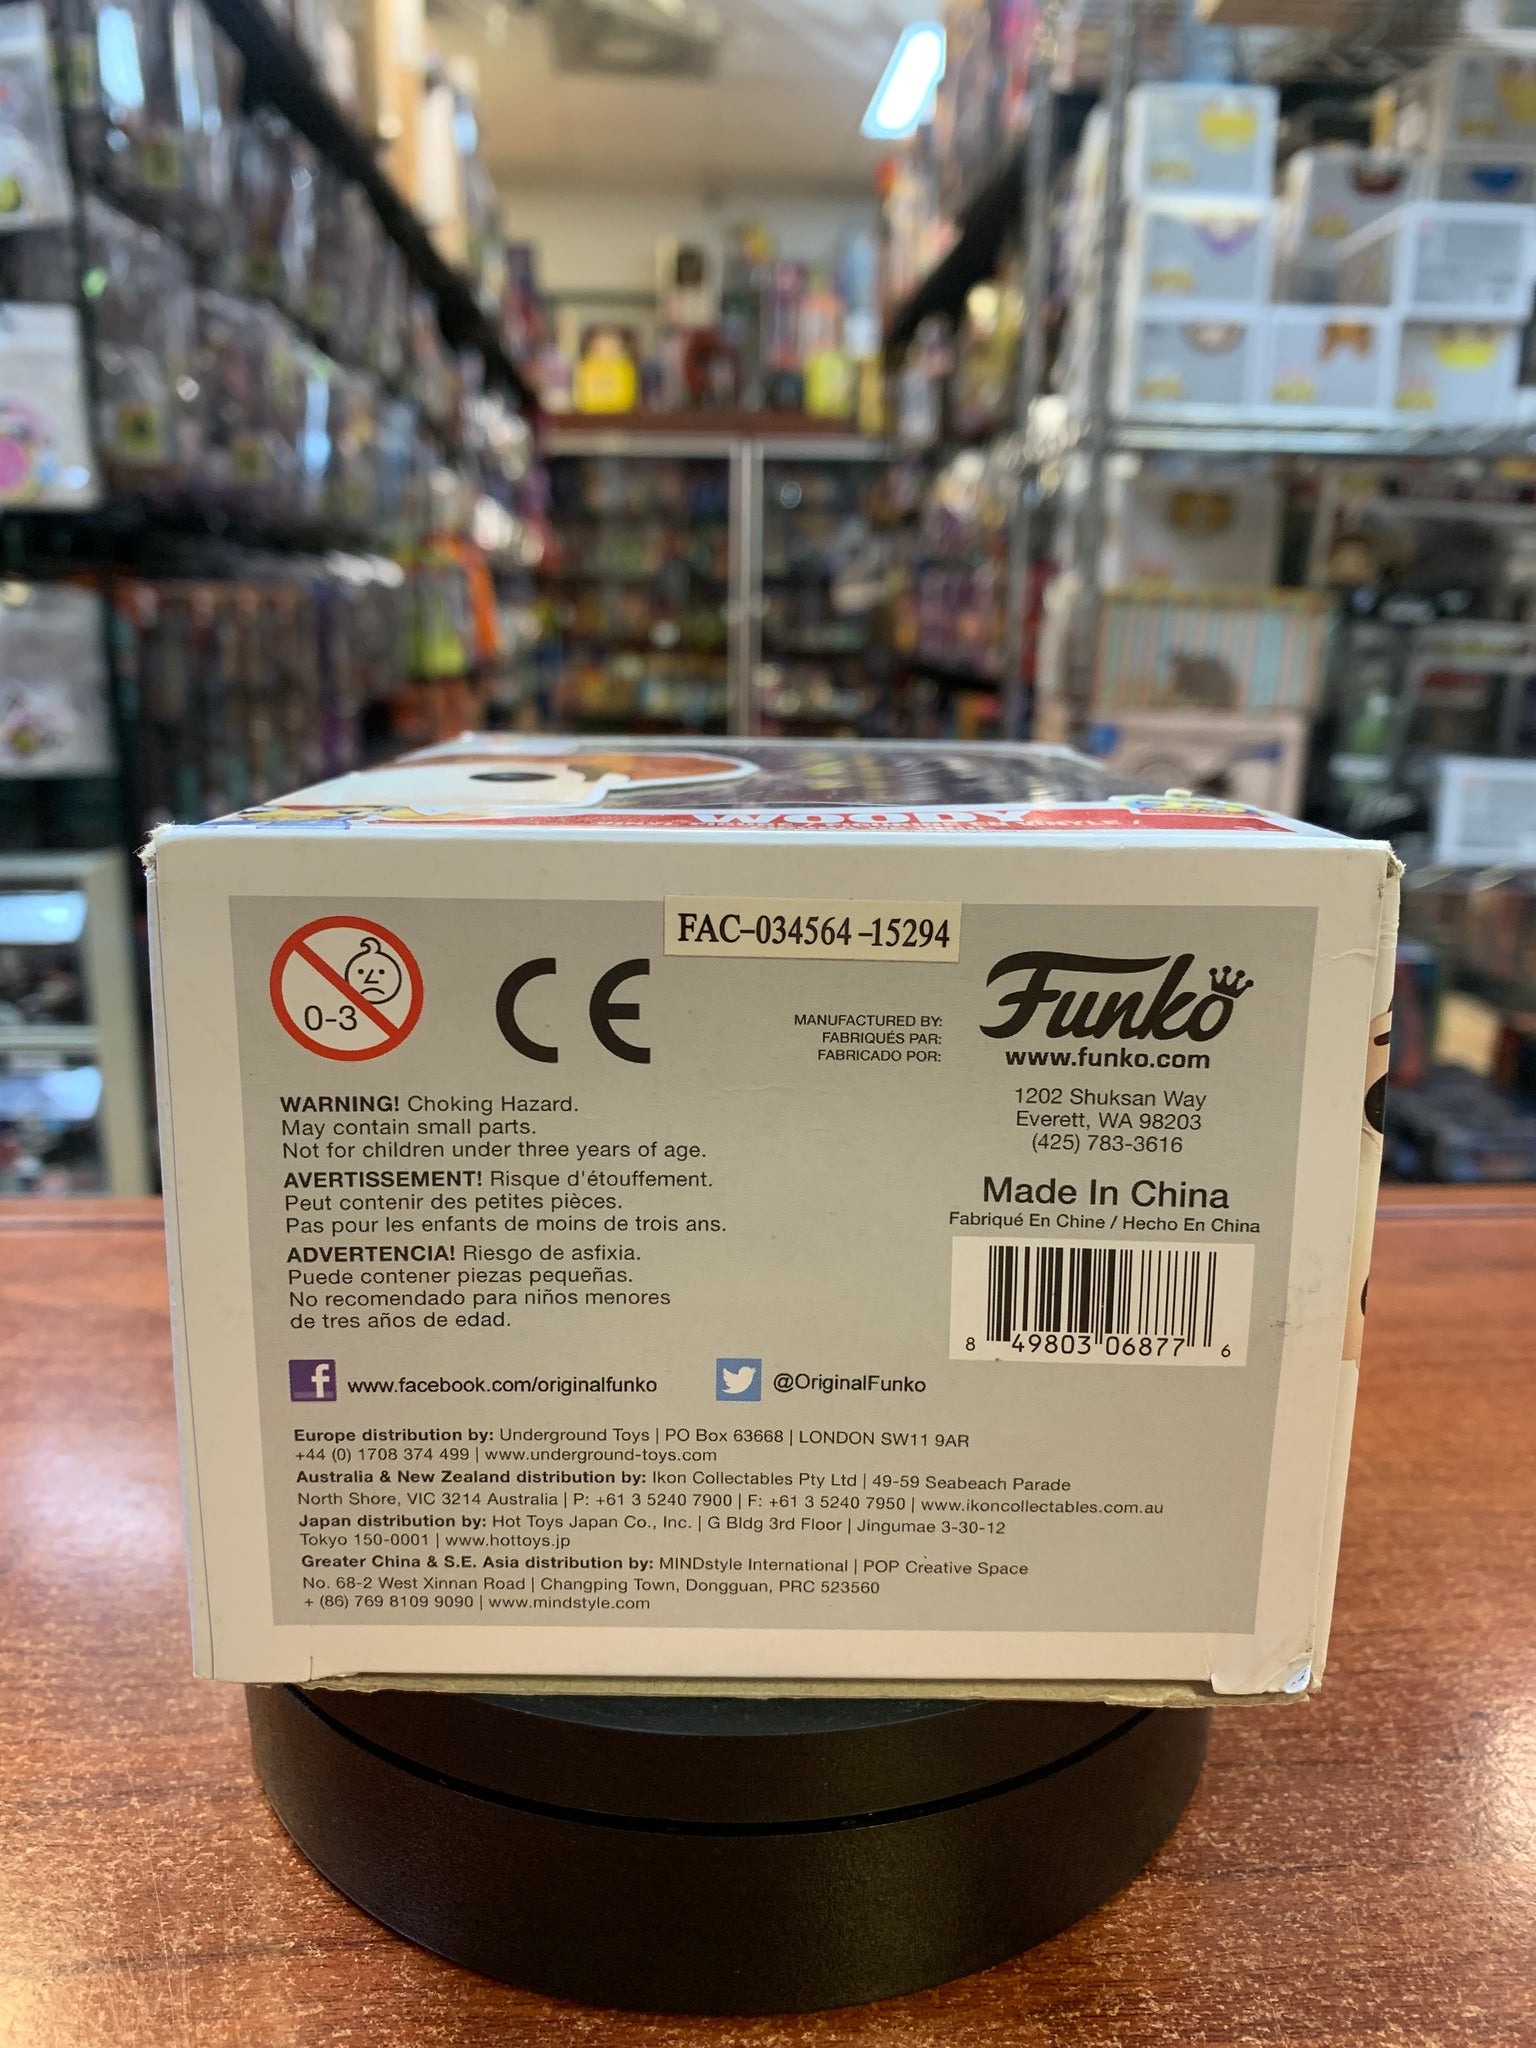 WOODY
FAC-034564-15294
0-3
CE
MANUFACTURED BY:
FABRIQUÉS PAR:
FABRICADO POR:
Funko
www.funko.com
1202 Shuksan Way
Everett, WA 98203
(425) 783-3616
WARNING! Choking Hazard.
May contain small parts.
Not for children under three years of age.
AVERTISSEMENT! Risque d'étouffement.
Peut contenir des petites pièces.
Pas pour les enfants de moins de trois ans.
ADVERTENCIA! Riesgo de asfixia.
Puede contener piezas pequeñas.
No recomendado para niños menores
de tres años de edad.
Made In China
Fabriqué En Chine / Hecho En China
8 49803 06877 6
www.facebook.com/originalfunko
@OriginalFunko
Europe distribution by: Underground Toys | PO Box 63668 | LONDON SW11 9AR
+44 (0) 1708 374 499 | www.underground-toys.com
Australia & New Zealand distribution by: Ikon Collectables Pty Ltd | 49-59 Seabeach Parade
North Shore, VIC 3214 Australia | P: +61 3 5240 7900 | F: +61 3 5240 7950 | www.ikoncollectables.com.au
Japan distribution by: Hot Toys Japan Co., Inc. | G Bldg 3rd Floor | Jingumae 3-30-12
Tokyo 150-0001 | www.hottoys.jp
Greater China & S.E. Asia distribution by: MINDstyle International | POP Creative Space
No. 68-2 West Xinnan Road | Changping Town, Dongguan, PRC 523560
+ (86) 769 8109 9090 | www.mindstyle.com